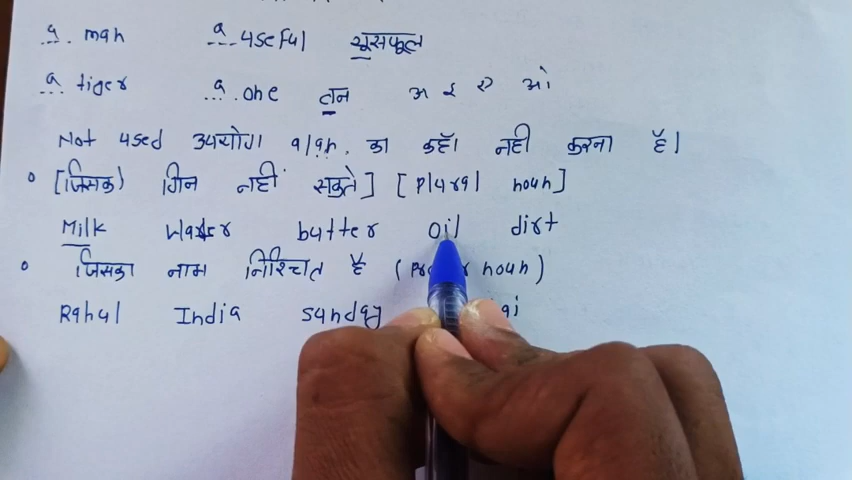 a. man a. useful यूसफूल
a. tiger a. one वन अ इ ए ओ
Not used उपयोग। a/an. का कहाँ। नही करना है।
[जिसको गिन नहीं सकते] [Plural noun]
Milk Water butter Oil dirt
जिसका नाम निश्चित है ( noun)
Rahul India sunday